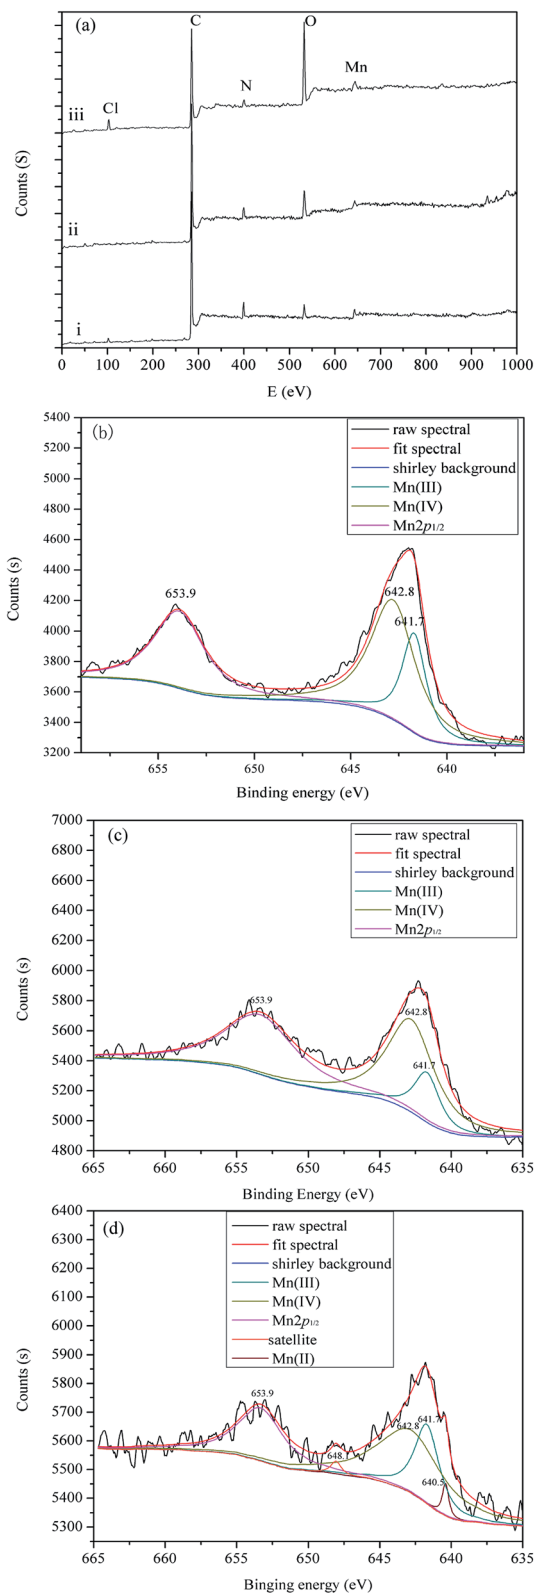 (a)
C
O
Mn
N
Cl
iii
ii
i
Counts (S)
0 100 200 300 400 500 600 700 800 900 1000
E (eV)
(b)
raw spectral
fit spectral
shirley background
Mn(III)
Mn(IV)
Mn2p1/2
653.9
642.8
641.7
5400
5200
5000
4800
4600
4400
4200
4000
3800
3600
3400
3200
Counts (s)
655 650 645 640
Binding energy (eV)
(c)
raw spectral
fit spectral
shirley background
Mn(III)
Mn(IV)
Mn2p1/2
653.9
642.8
641.7
7000
6800
6600
6400
6200
6000
5800
5600
5400
5200
5000
4800
Counts (s)
665 660 655 650 645 640 635
Binding Energy (eV)
(d)
raw spectral
fit spectral
shirley background
Mn(III)
Mn(IV)
Mn2p1/2
satellite
Mn(II)
653.9
648.
642.8
641.7
640.5
6400
6300
6200
6100
6000
5900
5800
5700
5600
5500
5400
5300
Counts (s)
665 660 655 650 645 640 635
Binging energy (eV)